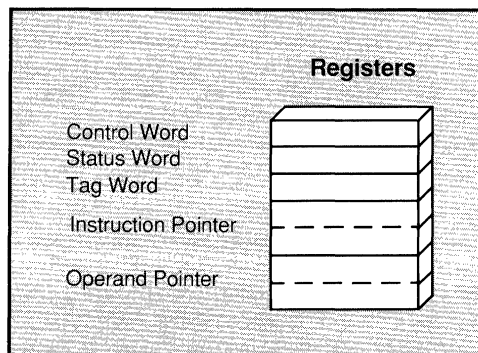 Registers
Control Word
Status Word
Tag Word
Instruction Pointer
Operand Pointer